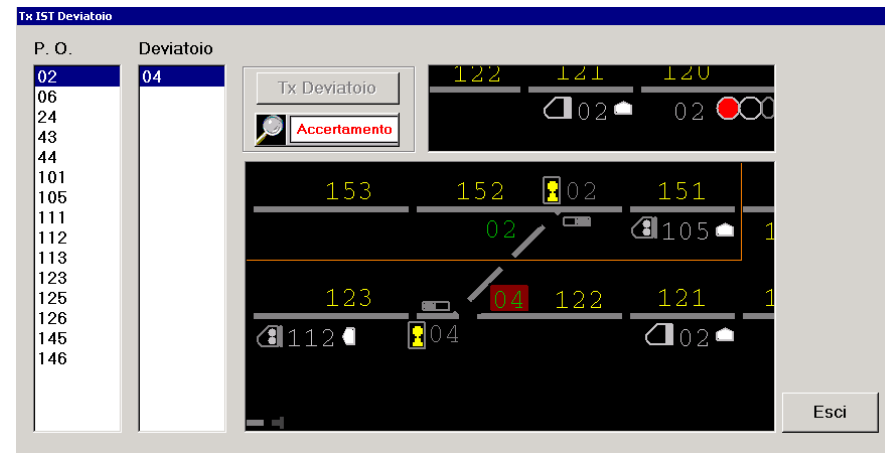 Tx IST Deviatoio
P. O. Deviatoio
02
06
24
43
44
101
105
111
112
113
123
125
126
145
146
04
Tx Deviatoio
Accertamento
122 121 120
02 02
153 152 02 151
02 105 1
123 04 122 121 1
112 04 02
Esci